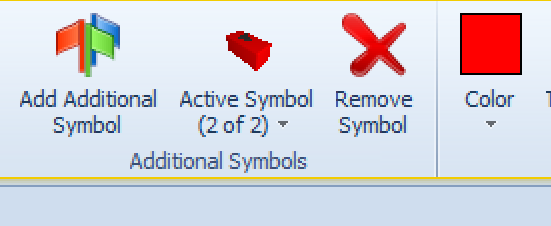 Add Additional
Symbol
Active Symbol
(2 of 2)
Remove
Symbol
Color
Additional Symbols